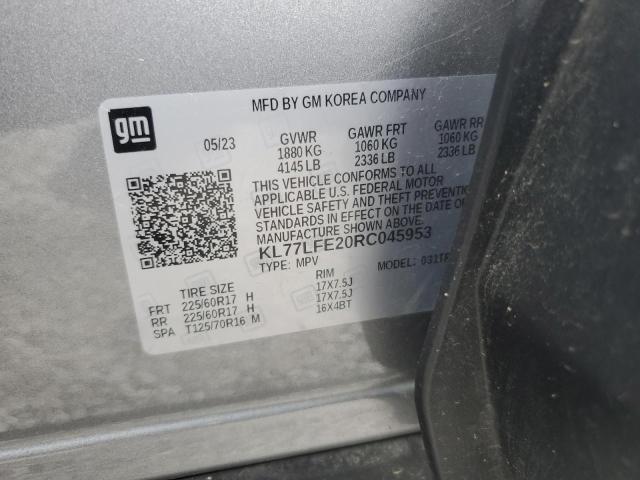 MFD BY GM KOREA COMPANY
gm
05/23 GVWR GAWR FRT GAWR RR
1880 KG 1060 KG 1060 KG
4145 LB 2336 LB 2336 LB
THIS VEHICLE CONFORMS TO ALL
APPLICABLE U.S. FEDERAL MOTOR
VEHICLE SAFETY AND THEFT PREVENTION
STANDARDS IN EFFECT ON THE DATE OF
MANUFACTURE SHOWN ABOVE.
KL77LFE20RC045953
TYPE: MPV MODEL:
TIRE SIZE RIM
FRT 225/60R17 H 17X7.5J
RR 225/60R17 H 17X7.5J
SPA T125/70R16 M 16X4BT